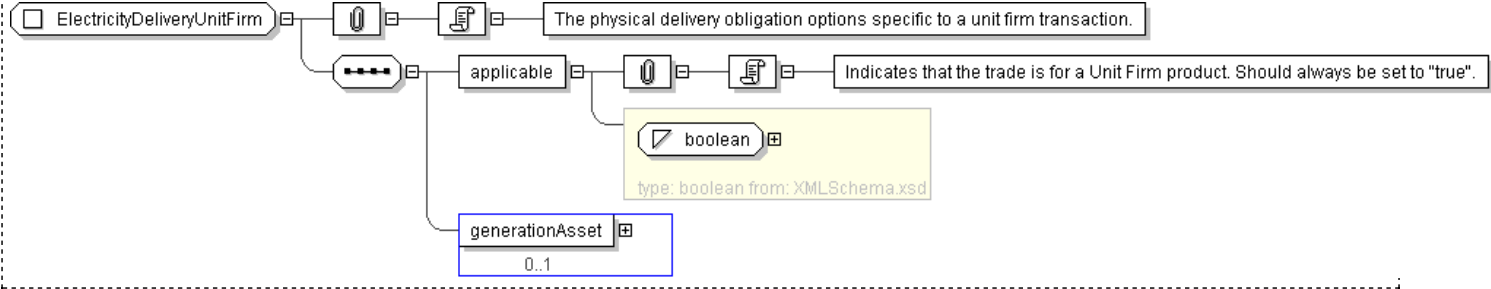 ElectricityDeliveryUnitFirm
The physical delivery obligation options specific to a unit firm transaction.
applicable
Indicates that the trade is for a Unit Firm product. Should always be set to "true".
boolean
type: boolean from: XMLSchema.xsd
generationAsset
0..1